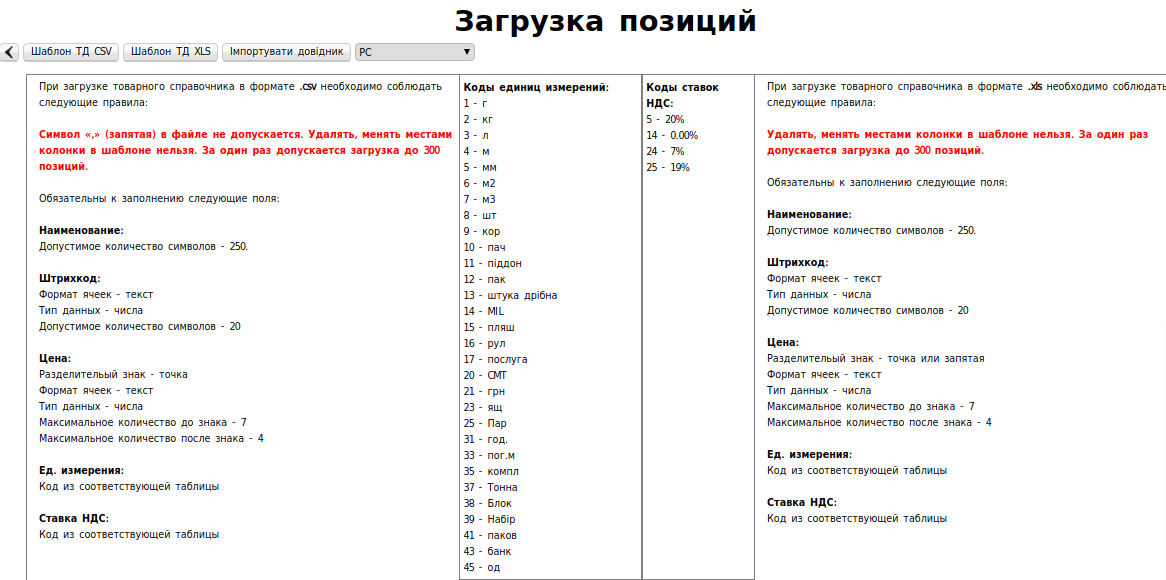 Загрузка позиций
Шаблон ТД CSV
Шаблон ТД XLS
Імпортувати довідник
РС
При загрузке товарного справочника в формате .csv необходимо соблюдать
следующие правила:
Символ «,» (запятая) в файле не допускается. Удалять, менять местами
колонки в шаблоне нельзя. За один раз допускается загрузка до 300
позиций.
Обязательны к заполнению следующие поля:
Наименование:
Допустимое количество символов - 250.
Штрихкод:
Формат ячеек - текст
Тип данных - числа
Допустимое количество символов - 20
Цена:
Разделительый знак - точка
Формат ячеек - текст
Тип данных - числа
Максимальное количество до знака - 7
Максимальное количество после знака - 4
Ед. измерения:
Код из соответствующей таблицы
Ставка НДС:
Код из соответствующей таблицы
Коды единиц измерений:
1 - г
2 - кг
3 - л
4 - м
5 - мм
6 - м2
7 - м3
8 - шт
9 - кор
10 - пач
11 - піддон
12 - пак
13 - штука дрібна
14 - MIL
15 - пляш
16 - рул
17 - послуга
20 - СМТ
21 - грн
23 - ящ
25 - Пар
31 - год.
33 - пог.м
35 - компл
37 - Тонна
38 - Блок
39 - Набір
41 - паков
43 - банк
45 - од
Коды ставок
НДС:
5 - 20%
14 - 0.00%
24 - 7%
25 - 19%
При загрузке товарного справочника в формате .xls необходимо соблюдать
следующие правила:
Удалять, менять местами колонки в шаблоне нельзя. За один раз
допускается загрузка до 300 позиций.
Обязательны к заполнению следующие поля:
Наименование:
Допустимое количество символов - 250.
Штрихкод:
Формат ячеек - текст
Тип данных - числа
Допустимое количество символов - 20
Цена:
Разделительый знак - точка или запятая
Формат ячеек - текст
Тип данных - числа
Максимальное количество до знака - 7
Максимальное количество после знака - 4
Ед. измерения:
Код из соответствующей таблицы
Ставка НДС:
Код из соответствующей таблицы